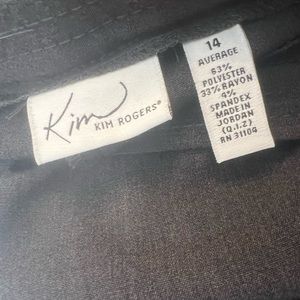 Kim
KIM ROGERS®
14
AVERAGE
63%
POLYESTER
33% RAYON
4%
SPANDEX
MADE IN
JORDAN
(Q.I.Z)
RN 31104